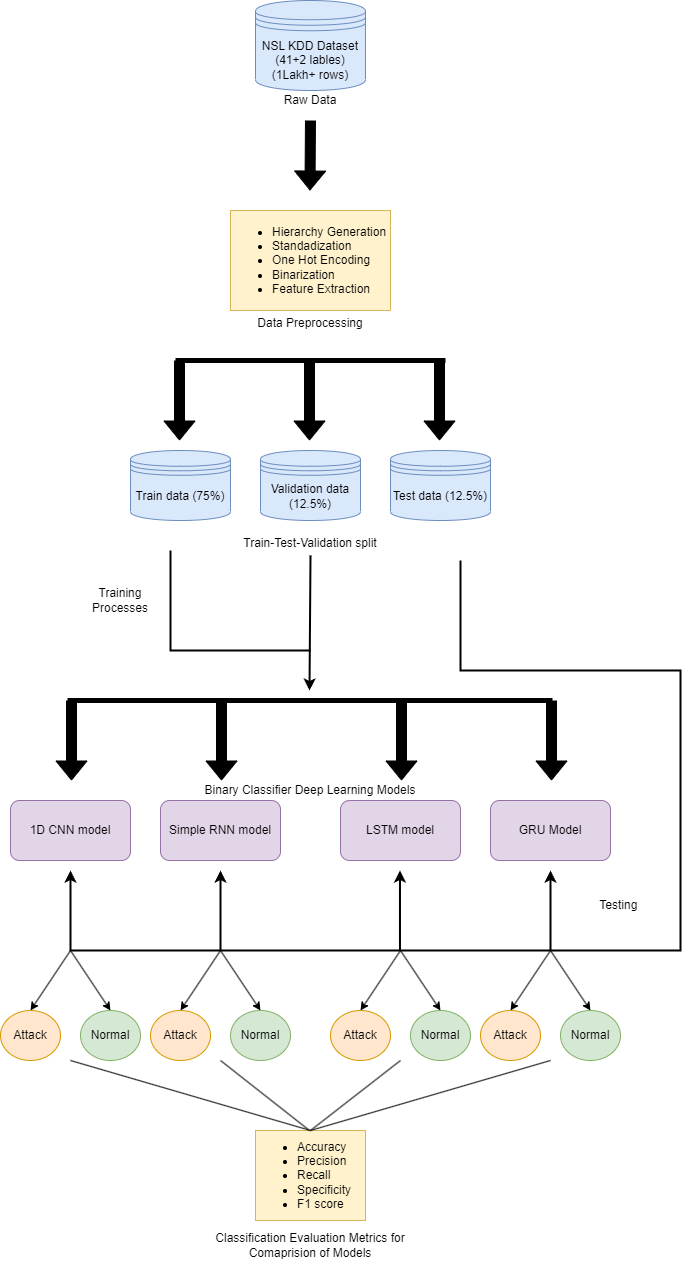 NSL KDD Dataset
(41+2 lables)
(1Lakh+ rows)
Raw Data
Hierarchy Generation
Standadization
One Hot Encoding
Binarization
Feature Extraction
Data Preprocessing
Train data (75%)
Validation data
(12.5%)
Test data (12.5%)
Train-Test-Validation split
Training
Processes
Binary Classifier Deep Learning Models
1D CNN model
Simple RNN model
LSTM model
GRU Model
Testing
Attack
Normal
Attack
Normal
Attack
Normal
Attack
Normal
Accuracy
Precision
Recall
Specificity
F1 score
Classification Evaluation Metrics for
Comaprision of Models